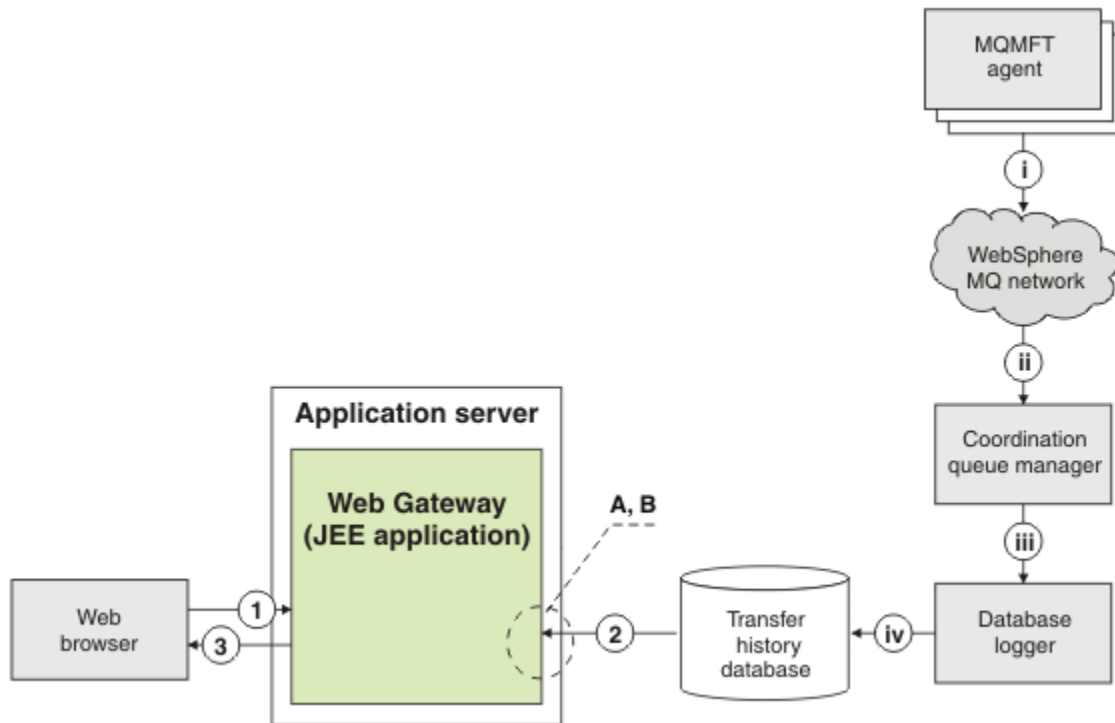 MQMFT
agent
i
WebSphere
MQ network
ii
Coordination
queue manager
iii
Database
logger
iv
Transfer
history
database
2
A, B
Application server
Web Gateway
(JEE application)
1
3
Web
browser